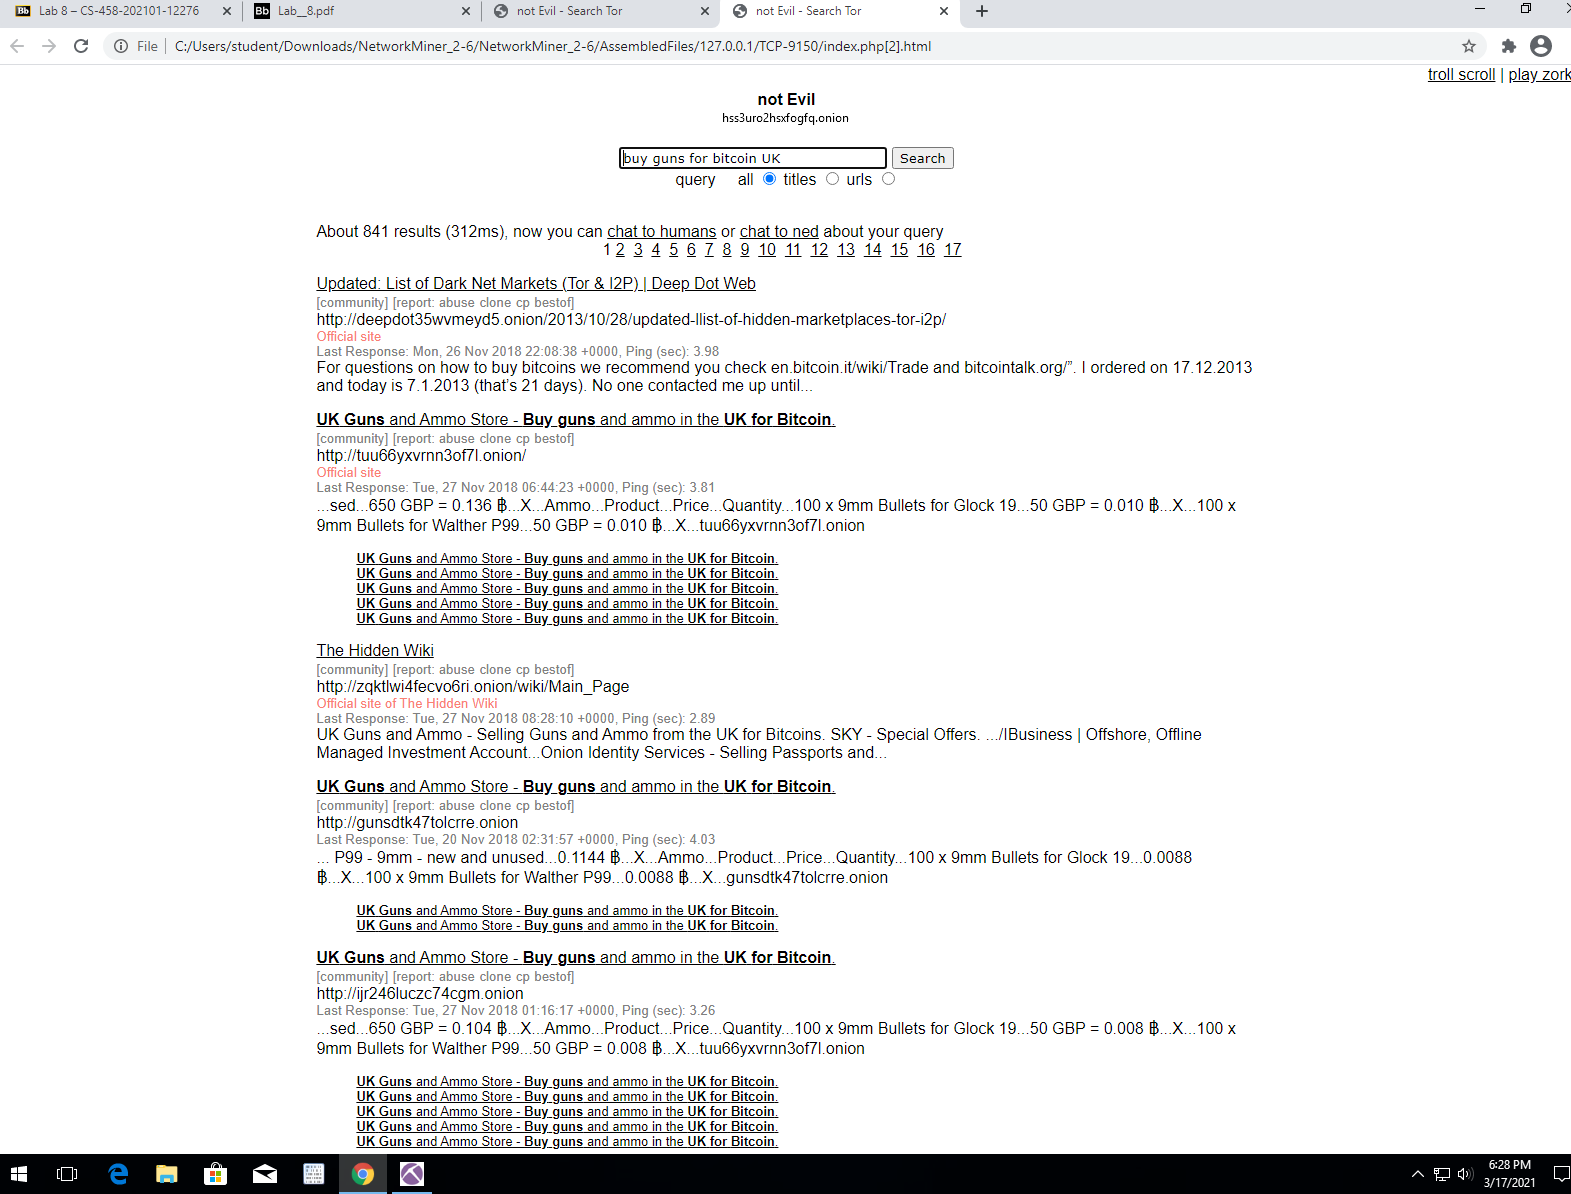 Lab 8 – CS-458-202101-12276
Lab__8.pdf
not Evil - Search Tor
not Evil - Search Tor
File
C:/Users/student/Downloads/NetworkMiner_2-6/NetworkMiner_2-6/AssembledFiles/127.0.0.1/TCP-9150/index.php[2].html
troll scroll | play zork
not Evil
hss3uro2hsxfogfq.onion
buy guns for bitcoin UK Search
query all titles urls
About 841 results (312ms), now you can chat to humans or chat to ned about your query
1 2 3 4 5 6 7 8 9 10 11 12 13 14 15 16 17
Updated: List of Dark Net Markets (Tor & I2P) | Deep Dot Web
[community] [report: abuse clone cp bestof]
http://deepdot35wvmeyd5.onion/2013/10/28/updated-llist-of-hidden-marketplaces-tor-i2p/
Official site
Last Response: Mon, 26 Nov 2018 22:08:38 +0000, Ping (sec): 3.98
For questions on how to buy bitcoins we recommend you check en.bitcoin.it/wiki/Trade and bitcointalk.org/”. I ordered on 17.12.2013
and today is 7.1.2013 (that’s 21 days). No one contacted me up until...
UK Guns and Ammo Store - Buy guns and ammo in the UK for Bitcoin.
[community] [report: abuse clone cp bestof]
http://tuu66yxvrnn3of7l.onion/
Official site
Last Response: Tue, 27 Nov 2018 06:44:23 +0000, Ping (sec): 3.81
...sed...650 GBP = 0.136 ฿...X...Ammo...Product...Price...Quantity...100 x 9mm Bullets for Glock 19...50 GBP = 0.010 ฿...X...100 x
9mm Bullets for Walther P99...50 GBP = 0.010 ฿...X...tuu66yxvrnn3of7l.onion
UK Guns and Ammo Store - Buy guns and ammo in the UK for Bitcoin.
UK Guns and Ammo Store - Buy guns and ammo in the UK for Bitcoin.
UK Guns and Ammo Store - Buy guns and ammo in the UK for Bitcoin.
UK Guns and Ammo Store - Buy guns and ammo in the UK for Bitcoin.
UK Guns and Ammo Store - Buy guns and ammo in the UK for Bitcoin.
The Hidden Wiki
[community] [report: abuse clone cp bestof]
http://zqktlwi4fecvo6ri.onion/wiki/Main_Page
Official site of The Hidden Wiki
Last Response: Tue, 27 Nov 2018 08:28:10 +0000, Ping (sec): 2.89
UK Guns and Ammo - Selling Guns and Ammo from the UK for Bitcoins. SKY - Special Offers. .../IBusiness | Offshore, Offline
Managed Investment Account...Onion Identity Services - Selling Passports and...
UK Guns and Ammo Store - Buy guns and ammo in the UK for Bitcoin.
[community] [report: abuse clone cp bestof]
http://gunsdtk47tolcrre.onion
Last Response: Tue, 20 Nov 2018 02:31:57 +0000, Ping (sec): 4.03
... P99 - 9mm - new and unused...0.1144 ฿...X...Ammo...Product...Price...Quantity...100 x 9mm Bullets for Glock 19...0.0088
฿...X...100 x 9mm Bullets for Walther P99...0.0088 ฿...X...gunsdtk47tolcrre.onion
UK Guns and Ammo Store - Buy guns and ammo in the UK for Bitcoin.
UK Guns and Ammo Store - Buy guns and ammo in the UK for Bitcoin.
UK Guns and Ammo Store - Buy guns and ammo in the UK for Bitcoin.
[community] [report: abuse clone cp bestof]
http://ijr246luczc74cgm.onion
Last Response: Tue, 27 Nov 2018 01:16:17 +0000, Ping (sec): 3.26
...sed...650 GBP = 0.104 ฿...X...Ammo...Product...Price...Quantity...100 x 9mm Bullets for Glock 19...50 GBP = 0.008 ฿...X...100 x
9mm Bullets for Walther P99...50 GBP = 0.008 ฿...X...tuu66yxvrnn3of7l.onion
UK Guns and Ammo Store - Buy guns and ammo in the UK for Bitcoin.
UK Guns and Ammo Store - Buy guns and ammo in the UK for Bitcoin.
UK Guns and Ammo Store - Buy guns and ammo in the UK for Bitcoin.
UK Guns and Ammo Store - Buy guns and ammo in the UK for Bitcoin.
UK Guns and Ammo Store - Buy guns and ammo in the UK for Bitcoin.
6:28 PM
3/17/2021